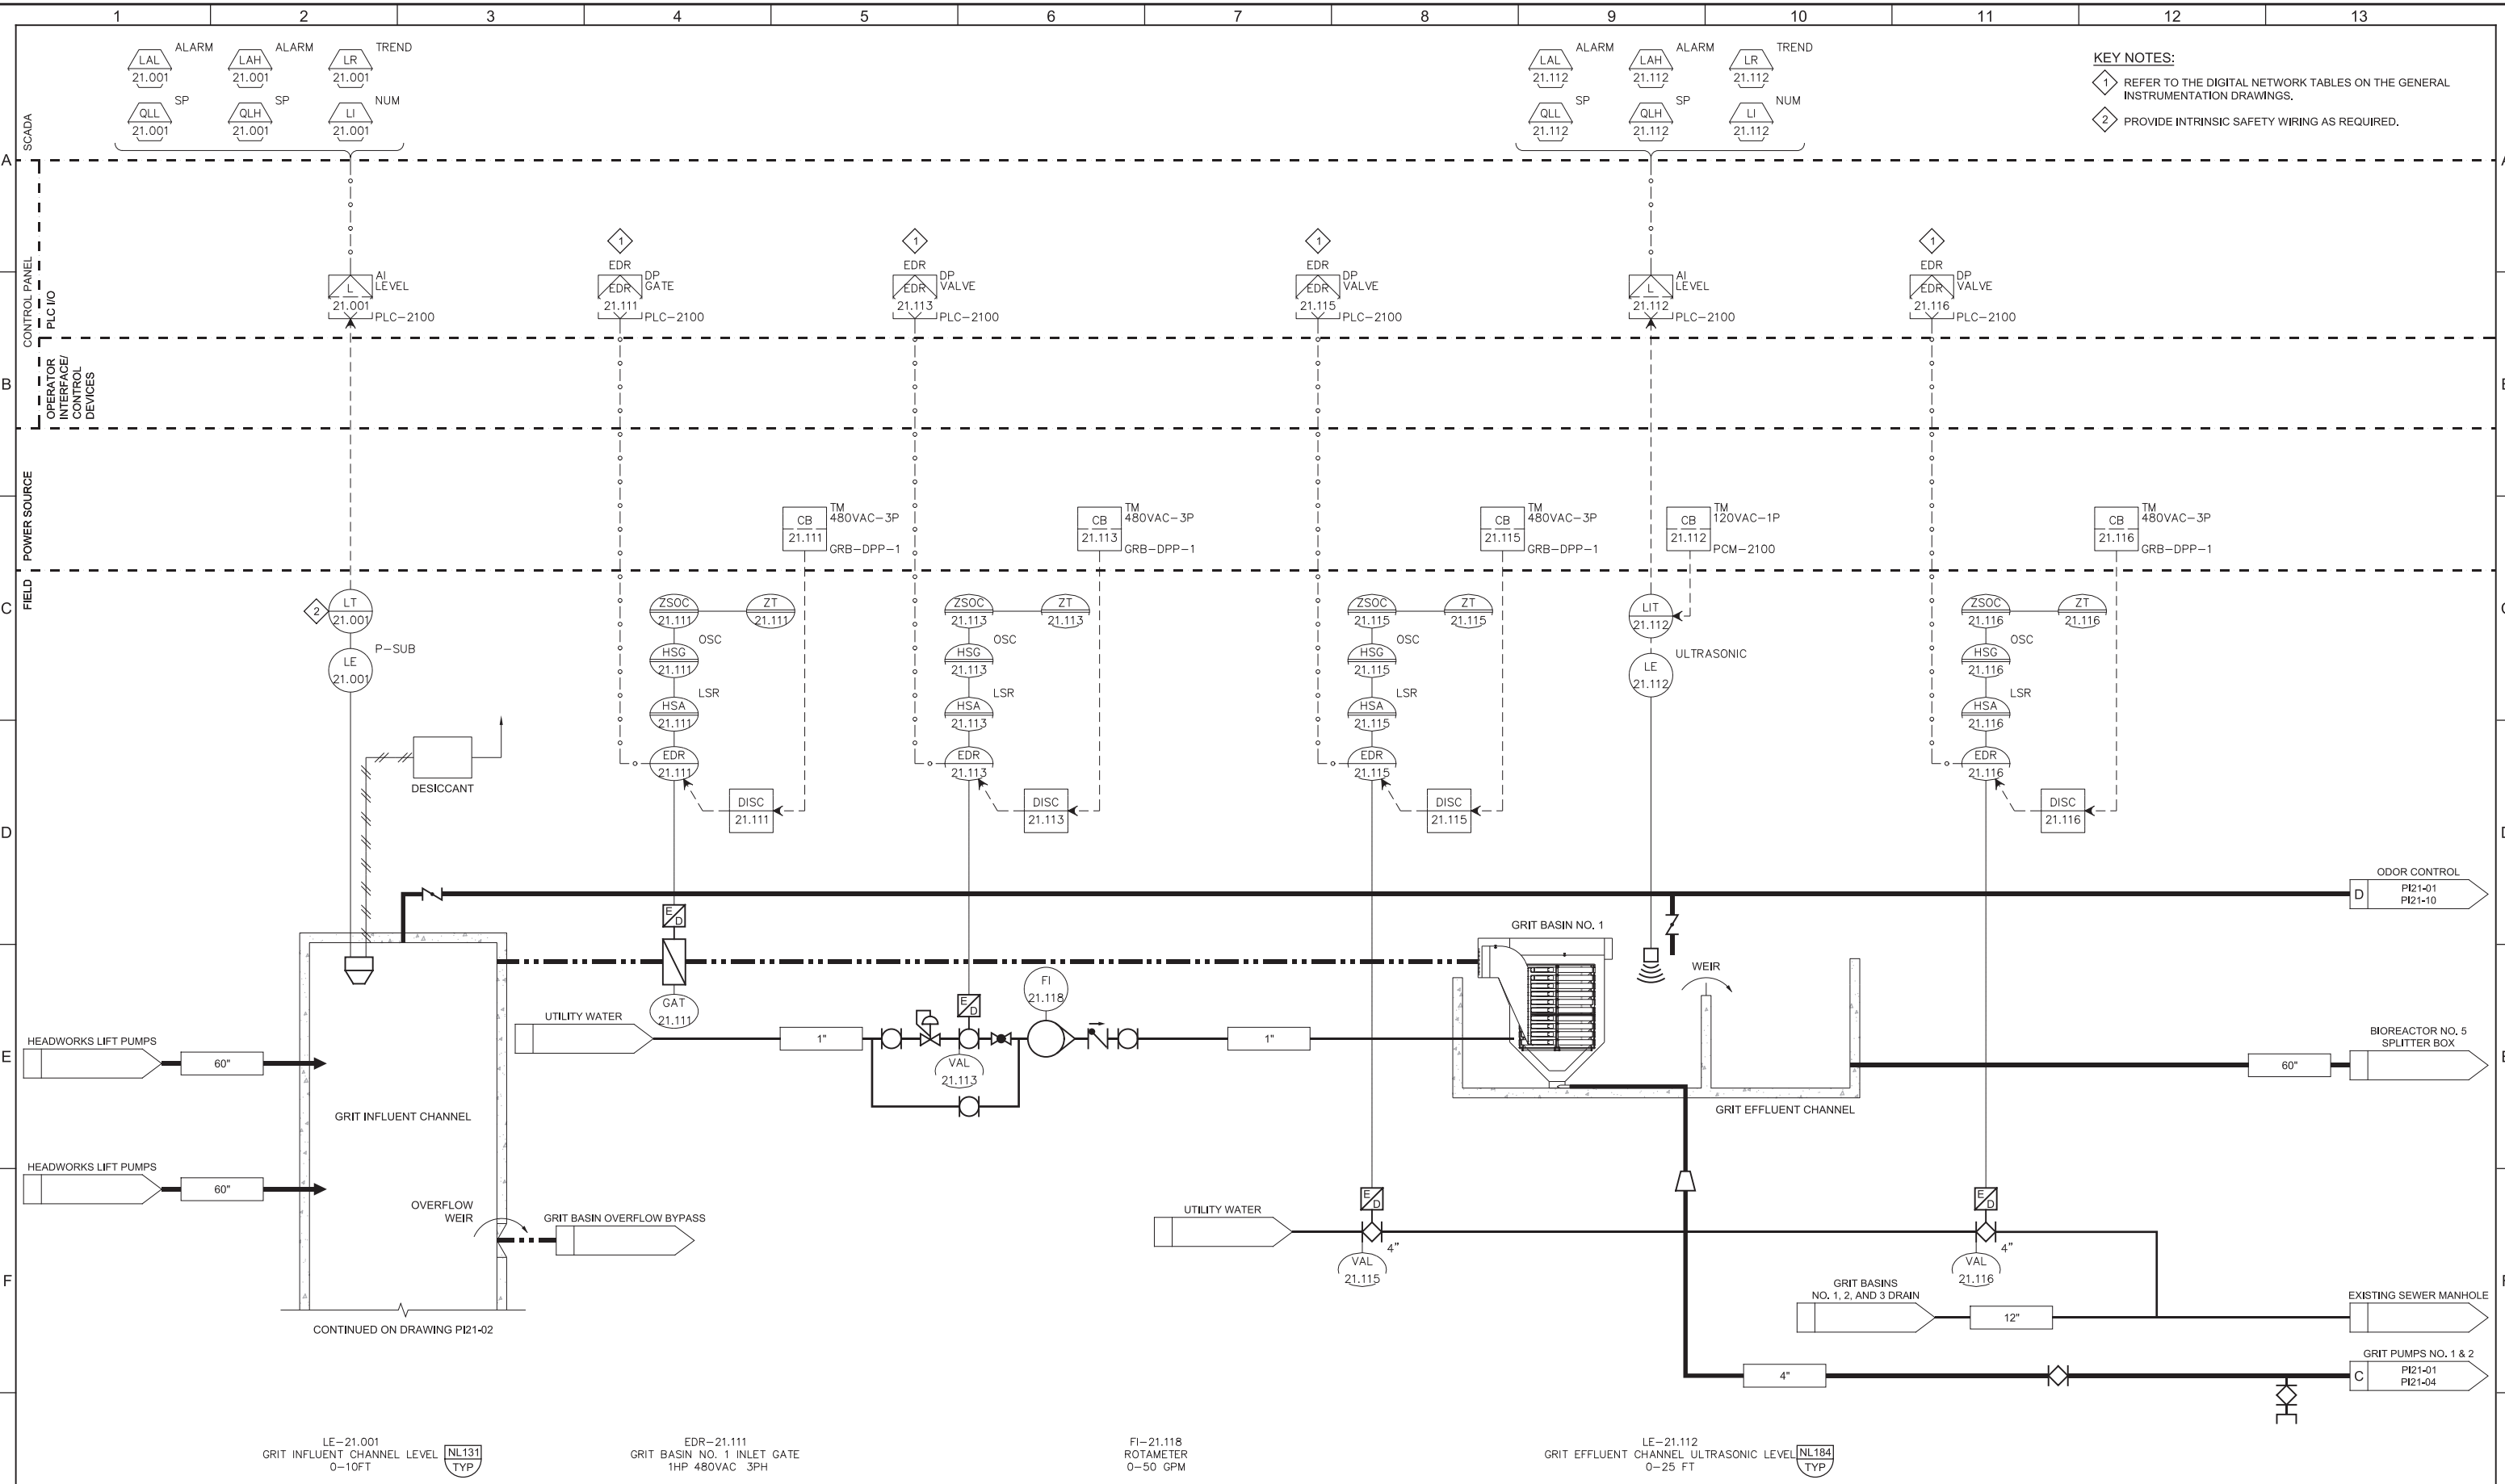 1 2 3 4 5 6 7 8 9 10 11 12 13
ALARM ALARM TREND
LAL LAH LR
21.001 21.001 21.001
SP SP NUM
QLL QLH LI
21.001 21.001 21.001
ALARM ALARM TREND
LAL LAH LR
21.112 21.112 21.112
SP SP NUM
QLL QLH LI
21.112 21.112 21.112
KEY NOTES:
1 REFER TO THE DIGITAL NETWORK TABLES ON THE GENERAL
INSTRUMENTATION DRAWINGS.
2 PROVIDE INTRINSIC SAFETY WIRING AS REQUIRED.
SCADA
A
CONTROL PANEL
PLC I/O
OPERATOR
INTERFACE/
CONTROL
DEVICES
B
POWER SOURCE
FIELD
C
D
E
F
AI
LEVEL
L
21.001
PLC-2100
1
EDR
DP
GATE
EDR
21.111
PLC-2100
1
EDR
DP
VALVE
EDR
21.113
PLC-2100
1
EDR
DP
VALVE
EDR
21.115
PLC-2100
AI
LEVEL
L
21.112
PLC-2100
1
EDR
DP
VALVE
EDR
21.116
PLC-2100
TM
480VAC-3P
CB
21.111
GRB-DPP-1
TM
480VAC-3P
CB
21.113
GRB-DPP-1
TM
480VAC-3P
CB
21.115
GRB-DPP-1
TM
120VAC-1P
CB
21.112
PCM-2100
TM
480VAC-3P
CB
21.116
GRB-DPP-1
2
LT
21.001
P-SUB
LE
21.001
DESICCANT
ZSOC ZT
21.111 21.111
OSC
HSG
21.111
LSR
HSA
21.111
EDR
21.111
DISC
21.111
ZSOC ZT
21.113 21.113
OSC
HSG
21.113
LSR
HSA
21.113
EDR
21.113
DISC
21.113
ZSOC ZT
21.115 21.115
OSC
HSG
21.115
LSR
HSA
21.115
EDR
21.115
DISC
21.115
LIT
21.112
ULTRASONIC
LE
21.112
ZSOC ZT
21.116 21.116
OSC
HSG
21.116
LSR
HSA
21.116
EDR
21.116
DISC
21.116
ODOR CONTROL
D PI21-01
PI21-10
E
D
GAT
21.111
E
D
VAL
21.113
FI
21.118
UTILITY WATER
1"
1"
GRIT BASIN NO. 1
WEIR
GRIT EFFLUENT CHANNEL
BIOREACTOR NO. 5
SPLITTER BOX
60"
HEADWORKS LIFT PUMPS
60"
GRIT INFLUENT CHANNEL
HEADWORKS LIFT PUMPS
60"
OVERFLOW
WEIR
GRIT BASIN OVERFLOW BYPASS
CONTINUED ON DRAWING PI21-02
UTILITY WATER
E
D
4"
VAL
21.115
E
D
4"
VAL
21.116
GRIT BASINS
NO. 1, 2, AND 3 DRAIN
12"
EXISTING SEWER MANHOLE
GRIT PUMPS NO. 1 & 2
4"
C PI21-01
PI21-04
LE-21.001
GRIT INFLUENT CHANNEL LEVEL
0-10FT
NL131
TYP
EDR-21.111
GRIT BASIN NO. 1 INLET GATE
1HP 480VAC 3PH
FI-21.118
ROTAMETER
0-50 GPM
LE-21.112
GRIT EFFLUENT CHANNEL ULTRASONIC LEVEL
0-25 FT
NL184
TYP